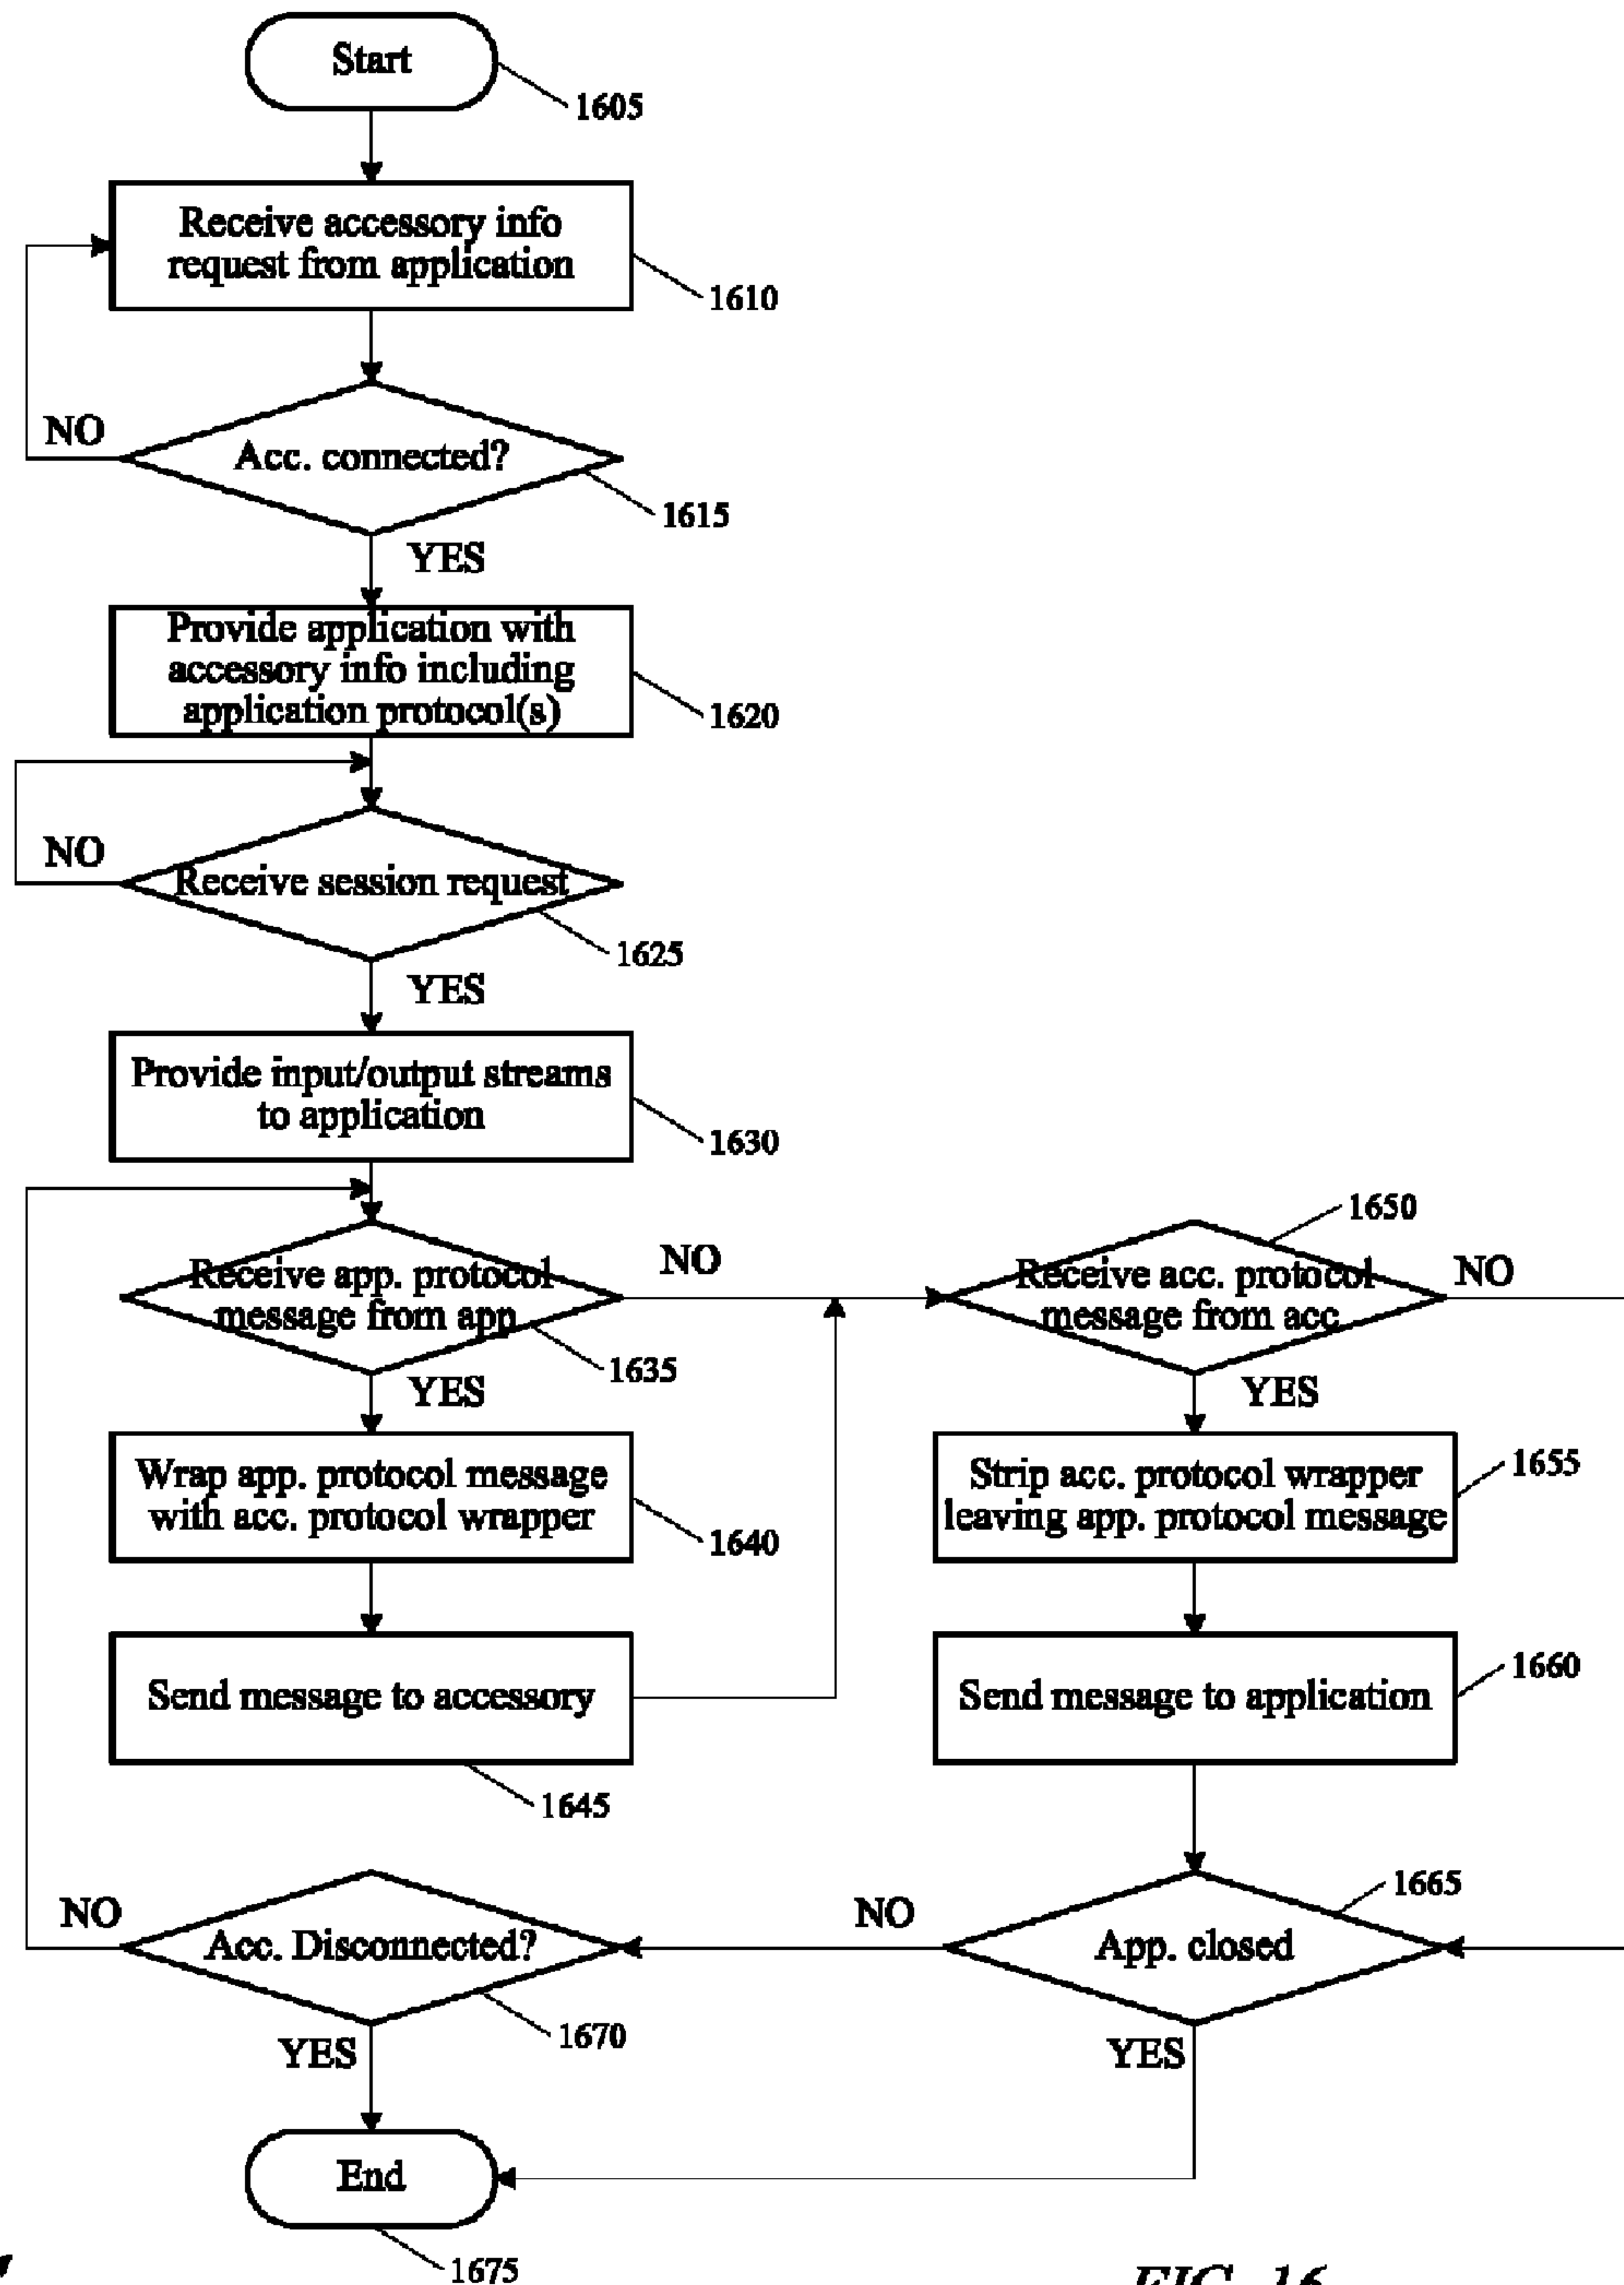 Start
1605
Receive accessory info
request from application
1610
NO
Acc. connected?
1615
YES
Provide application with
accessory info including
application protocol(s)
1620
NO
Receive session request
1625
YES
Provide input/output streams
to application
1630
Receive app. protocol
message from app
NO
1635
YES
1650
Receive acc. protocol
message from acc
NO
YES
Wrap app. protocol message
with acc. protocol wrapper
1640
Strip acc. protocol wrapper
leaving app. protocol message
1655
Send message to accessory
1645
Send message to application
1660
NO
Acc. Disconnected?
1670
YES
NO
App. closed
1665
YES
End
1675
FIG. 16